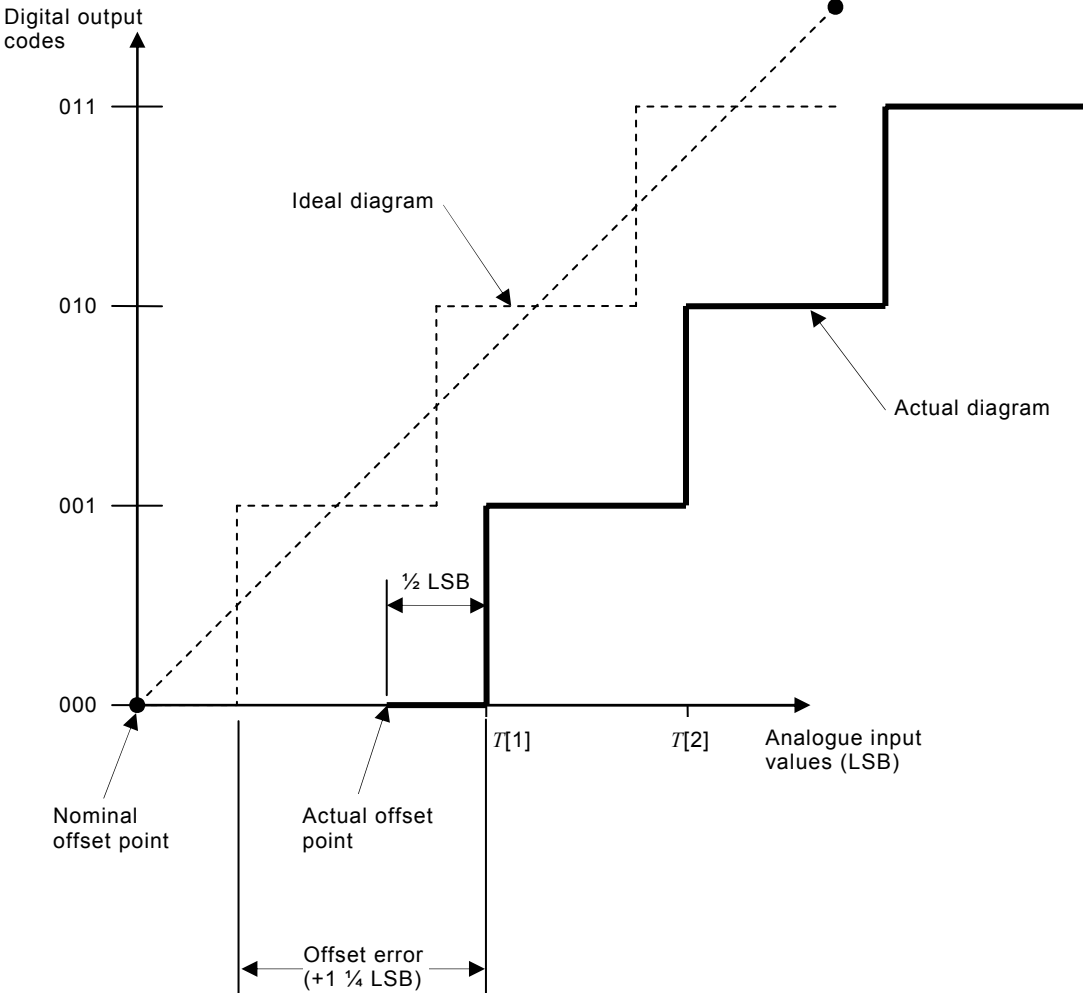 Digital output
codes
011
Ideal diagram
010
Actual diagram
001
½ LSB
000
T[1]
T[2]
Analogue input
values (LSB)
Nominal
offset point
Actual offset
point
Offset error
(+1 ¼ LSB)